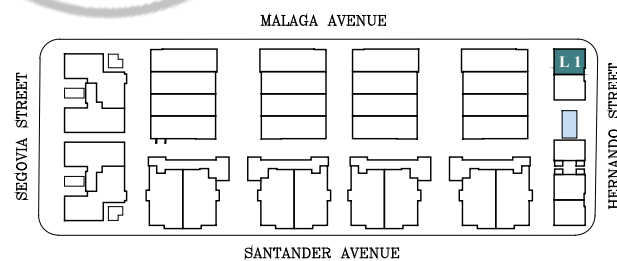 MALAGA AVENUE
SEGOVIA STREET
L 1
HERNANDO STREET
SANTANDER AVENUE